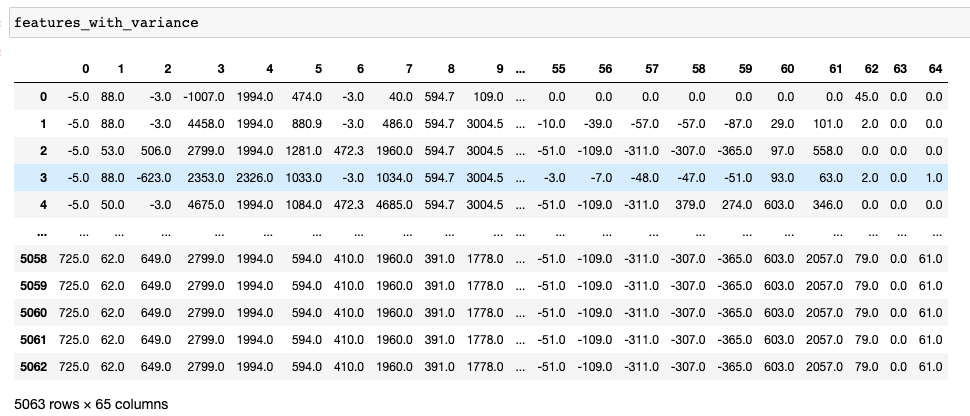 features_with_variance
0 1 2 3 4 5 6 7 8 9 ... 55 56 57 58 59 60 61 62 63 64
0 -5.0 88.0 -3.0 -1007.0 1994.0 474.0 -3.0 40.0 594.7 109.0 ... 0.0 0.0 0.0 0.0 0.0 0.0 0.0 45.0 0.0 0.0
1 -5.0 88.0 -3.0 4458.0 1994.0 880.9 -3.0 486.0 594.7 3004.5 ... -10.0 -39.0 -57.0 -57.0 -87.0 29.0 101.0 2.0 0.0 0.0
2 -5.0 53.0 506.0 2799.0 1994.0 1281.0 472.3 1960.0 594.7 3004.5 ... -51.0 -109.0 -311.0 -307.0 -365.0 97.0 558.0 0.0 0.0 0.0
3 -5.0 88.0 -623.0 2353.0 2326.0 1033.0 -3.0 1034.0 594.7 3004.5 ... -3.0 -7.0 -48.0 -47.0 -51.0 93.0 63.0 2.0 0.0 1.0
4 -5.0 50.0 -3.0 4675.0 1994.0 1084.0 472.3 4685.0 594.7 3004.5 ... -51.0 -109.0 -311.0 379.0 274.0 603.0 346.0 0.0 0.0 0.0
... ... ... ... ... ... ... ... ... ... ... ... ... ... ... ... ... ... ... ... ... ...
5058 725.0 62.0 649.0 2799.0 1994.0 594.0 410.0 1960.0 391.0 1778.0 ... -51.0 -109.0 -311.0 -307.0 -365.0 603.0 2057.0 79.0 0.0 61.0
5059 725.0 62.0 649.0 2799.0 1994.0 594.0 410.0 1960.0 391.0 1778.0 ... -51.0 -109.0 -311.0 -307.0 -365.0 603.0 2057.0 79.0 0.0 61.0
5060 725.0 62.0 649.0 2799.0 1994.0 594.0 410.0 1960.0 391.0 1778.0 ... -51.0 -109.0 -311.0 -307.0 -365.0 603.0 2057.0 79.0 0.0 61.0
5061 725.0 62.0 649.0 2799.0 1994.0 594.0 410.0 1960.0 391.0 1778.0 ... -51.0 -109.0 -311.0 -307.0 -365.0 603.0 2057.0 79.0 0.0 61.0
5062 725.0 62.0 649.0 2799.0 1994.0 594.0 410.0 1960.0 391.0 1778.0 ... -51.0 -109.0 -311.0 -307.0 -365.0 603.0 2057.0 79.0 0.0 61.0
5063 rows × 65 columns